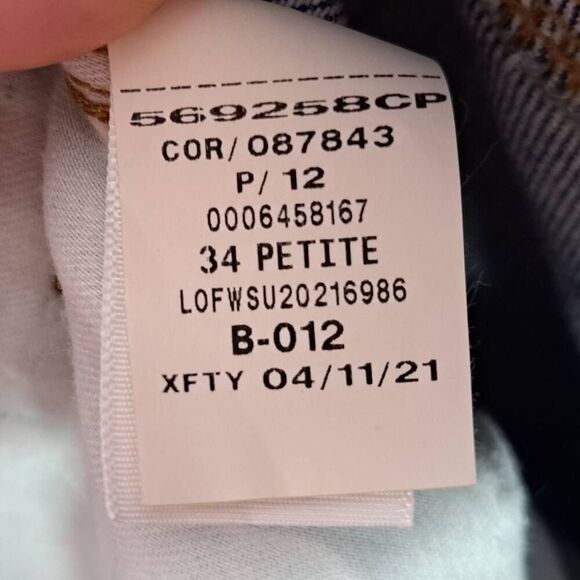 569258CP
COR/087843
P/ 12
0006458167
34 PETITE
LOFWSU20216986
B-012
XFTY 04/11/21